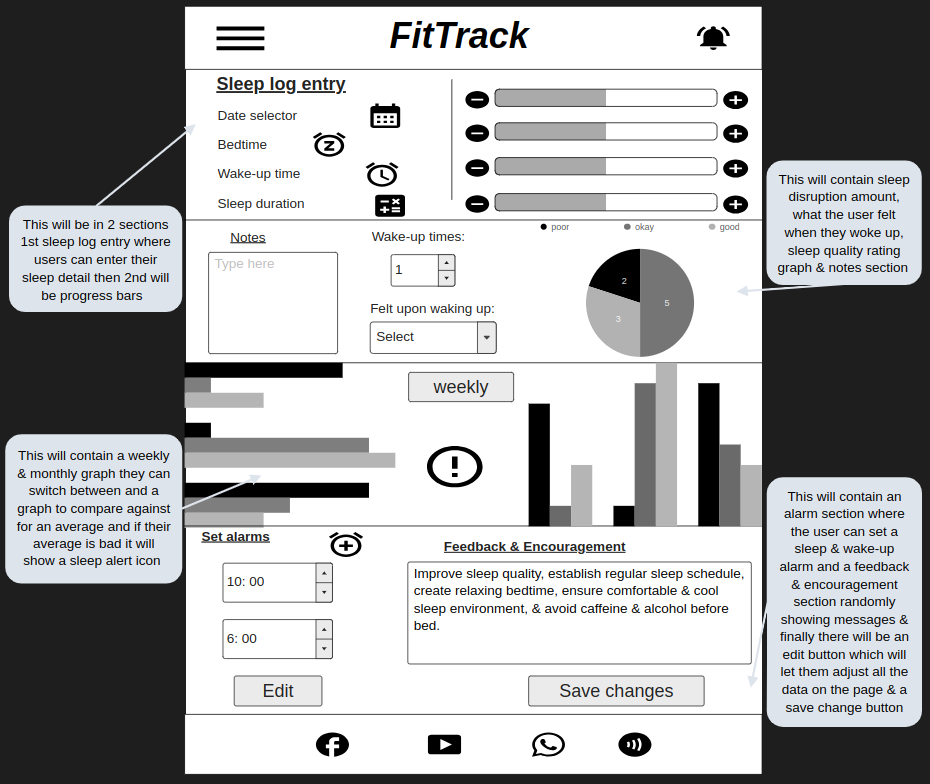 FitTrack
Sleep log entry
Date selector
Bedtime
Wake-up time
Sleep duration
This will be in 2 sections
1st sleep log entry where
users can enter their
sleep detail then 2nd will
be progress bars
This will contain sleep
disruption amount,
what the user felt
when they woke up,
sleep quality rating
graph & notes section
Notes
Type here
Wake-up times:
1
Felt upon waking up:
Select
poor
okay
good
2
5
3
weekly
This will contain a weekly
& monthly graph they can
switch between and a
graph to compare against
for an average and if their
average is bad it will
show a sleep alert icon
This will contain an
alarm section where
the user can set a
sleep & wake-up
alarm and a feedback
& encouragement
section randomly
showing messages &
finally there will be an
edit button which will
let them adjust all the
data on the page & a
save change button
Set alarms
10: 00
6: 00
Feedback & Encouragement
Improve sleep quality, establish regular sleep schedule,
create relaxing bedtime, ensure comfortable & cool
sleep environment, & avoid caffeine & alcohol before
bed.
Edit
Save changes